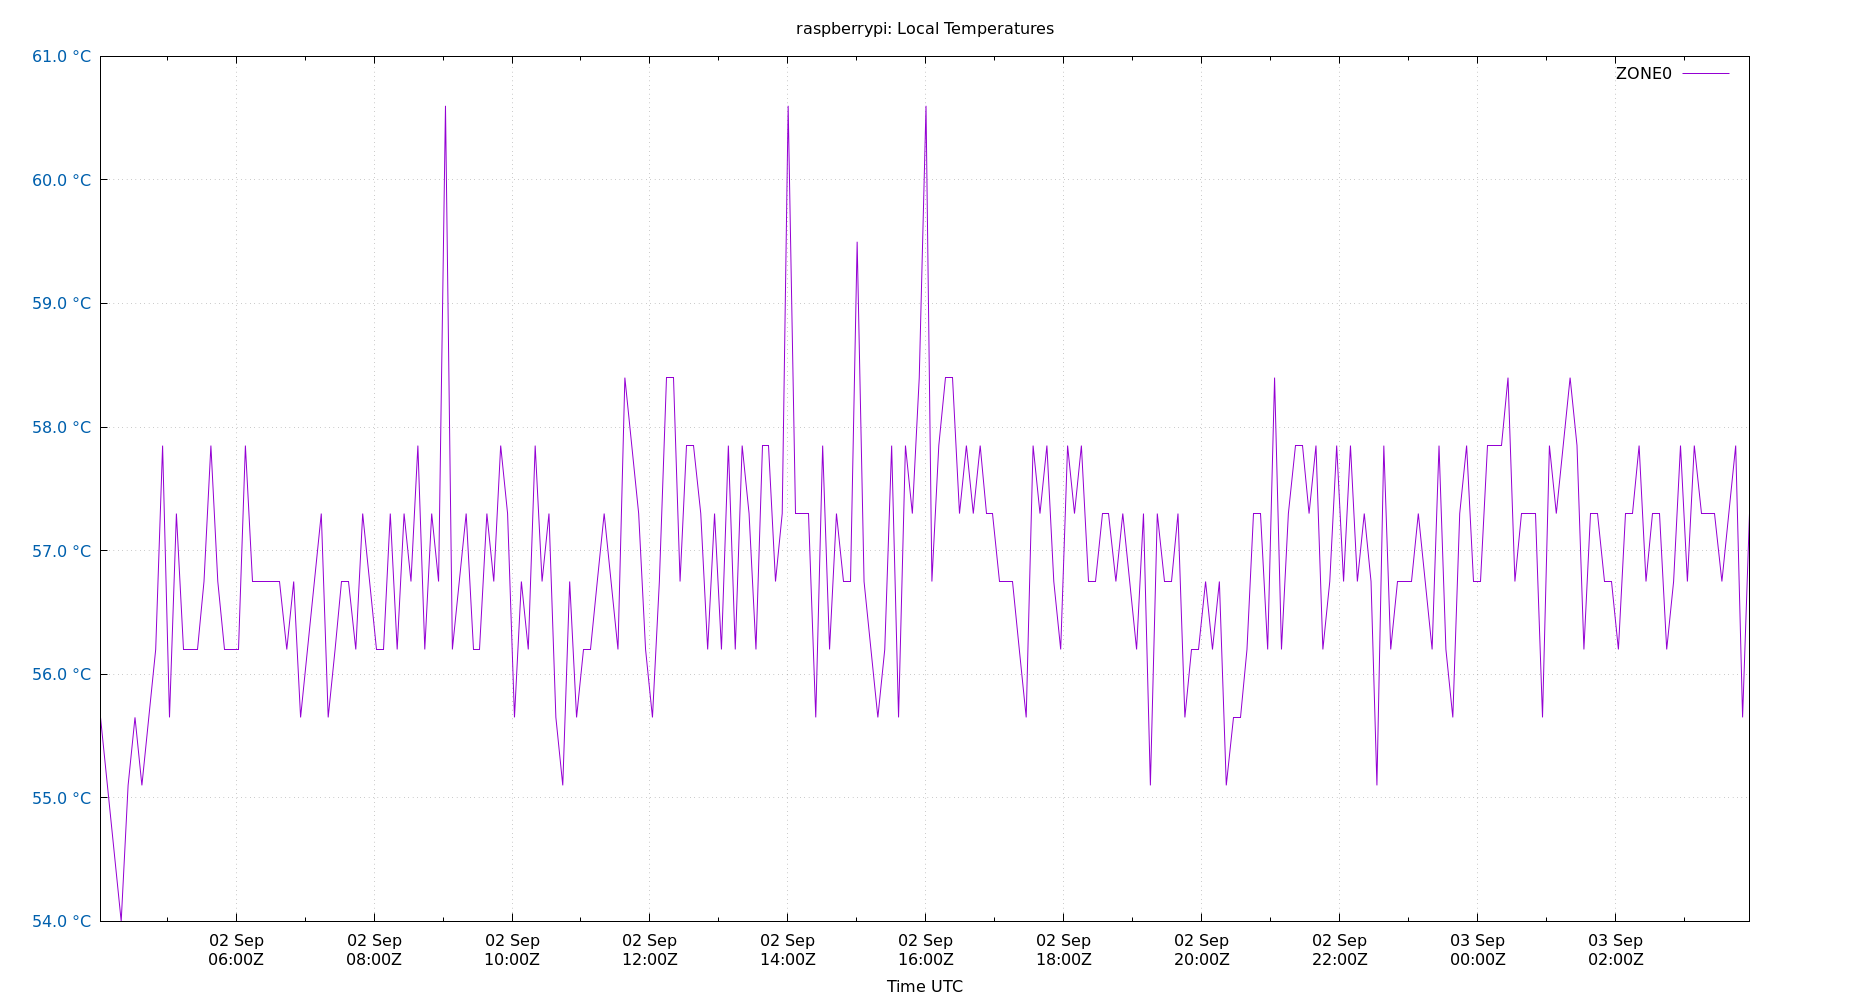 raspberrypi: Local Temperatures
61.0 °C
ZONE0
60.0 °C
59.0 °C
58.0 °C
57.0 °C
56.0 °C
55.0 °C
54.0 °C
02 Sep 02 Sep 02 Sep 02 Sep 02 Sep 02 Sep 02 Sep 02 Sep 02 Sep 03 Sep 03 Sep
06:00Z 08:00Z 10:00Z 12:00Z 14:00Z 16:00Z 18:00Z 20:00Z 22:00Z 00:00Z 02:00Z
Time UTC